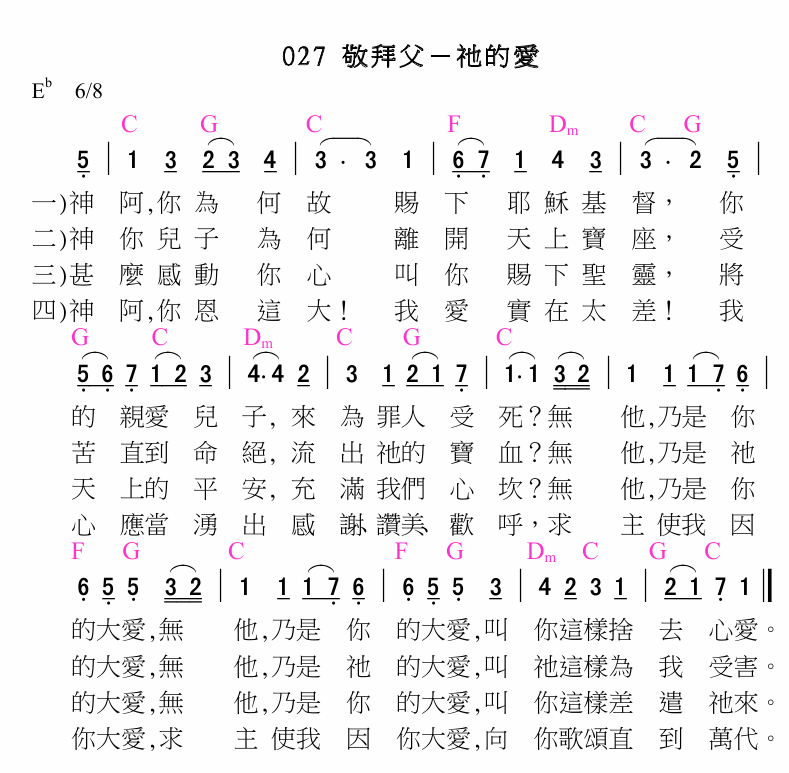 027 敬拜父－祂的愛
E♭ 6/8
C G C F Dm C G
5 | 1 3 2 3 4 | 3 · 3 1 | 6 7 1 4 3 | 3 · 2 5 |
一)神 阿,你 為 何 故 賜 下 耶 穌 基 督， 你
二)神 你 兒 子 為 何 離 開 天 上 寶 座， 受
三)甚 麼 感 動 你 心 叫 你 賜 下 聖 靈， 將
四)神 阿,你 恩 這 大！ 我 愛 實 在 太 差！ 我
G C Dm C G C
5 6 7 1 2 3 | 4· 4 2 | 3 1 2 1 7 | 1· 1 3 2 | 1 1 1 7 6 |
的 親愛 兒 子, 來 為 罪人 受 死？無 他,乃是 你
苦 直到 命 絕, 流 出 祂的 寶 血？無 他,乃是 祂
天 上的 平 安, 充 滿 我們 心 坎？無 他,乃是 你
心 應當 湧 出 感 謝、讚美、歡 呼，求 主 使我 因
F G C F G Dm C G C
6 5 5 3 2 | 1 1 1 7 6 | 6 5 5 3 | 4 2 3 1 | 2 1 7 1 ‖
的大愛,無 他,乃是 你 的大愛,叫 你這樣捨 去 心愛。
的大愛,無 他,乃是 祂 的大愛,叫 祂這樣為 我 受害。
的大愛,無 他,乃是 你 的大愛,叫 你這樣差 遣 祂來。
你大愛,求 主 使我 因 你大愛,向 你歌頌直 到 萬代。